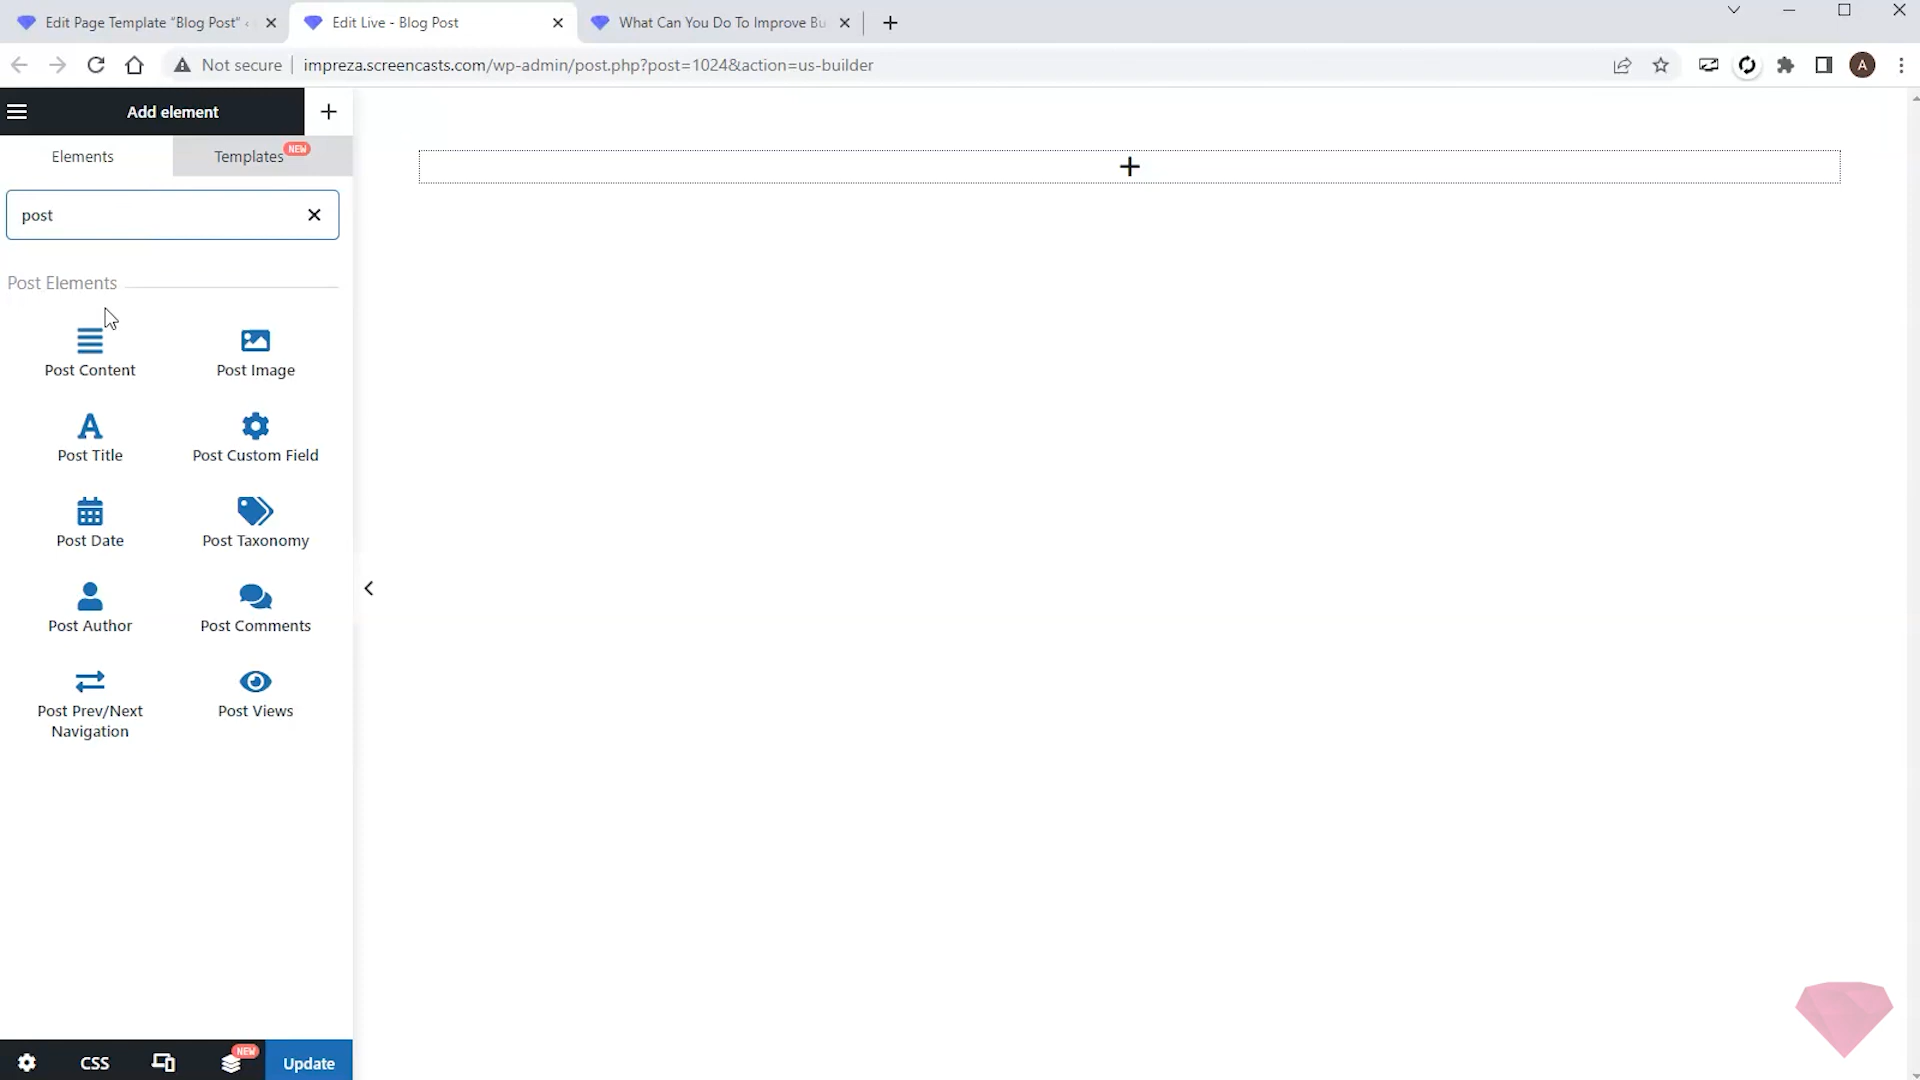 Edit Page Template "Blog Post" ‹
Edit Live - Blog Post
What Can You Do To Improve Bu
Not secure
impreza.screencasts.com/wp-admin/post.php?post=1024&action=us-builder
A
Add element
Elements
Templates
NEW
post
Post Elements
Post Content
Post Image
Post Title
Post Custom Field
Post Date
Post Taxonomy
Post Author
Post Comments
Post Prev/Next
Navigation
Post Views
CSS
NEW
Update